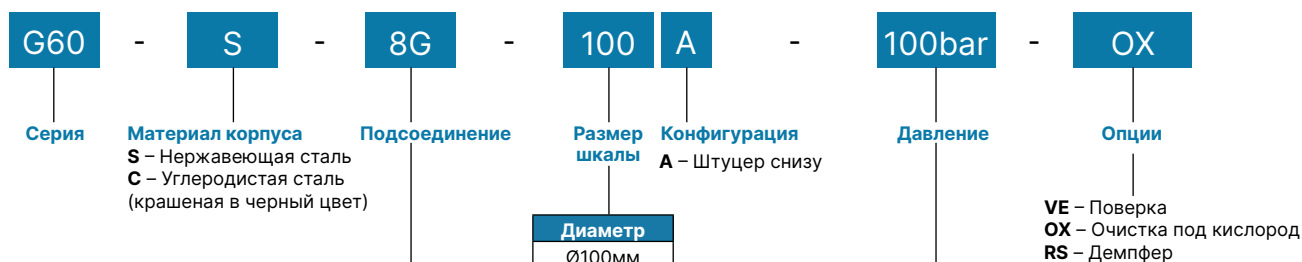 G60 - S - 8G - 100 A - 100bar - OX
Серия
Материал корпуса
S – Нержавеющая сталь
C – Углеродистая сталь
(крашеная в черный цвет)
Подсоединение
Размер
шкалы
Диаметр
Ø100мм
Конфигурация
A – Штуцер снизу
Давление
Опции
VE – Поверка
OX – Очистка под кислород
RS – Демпфер